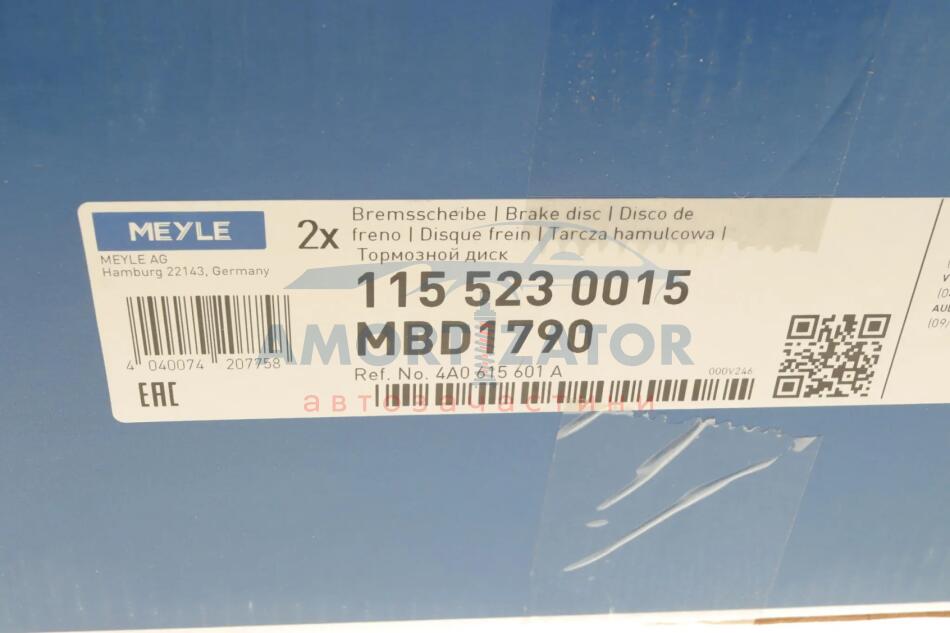 MEYLE
MEYLE AG
Hamburg 22143, Germany
4 040074 207758
EAC
2x
Bremsscheibe | Brake disc | Disco de
freno | Disque frein | Tarcza hamulcowa |
Тормозной диск
115 523 0015
MBD1790
Ref. No. 4A0 615 601 A
000V246
AMORTIZATOR
автозапчастини